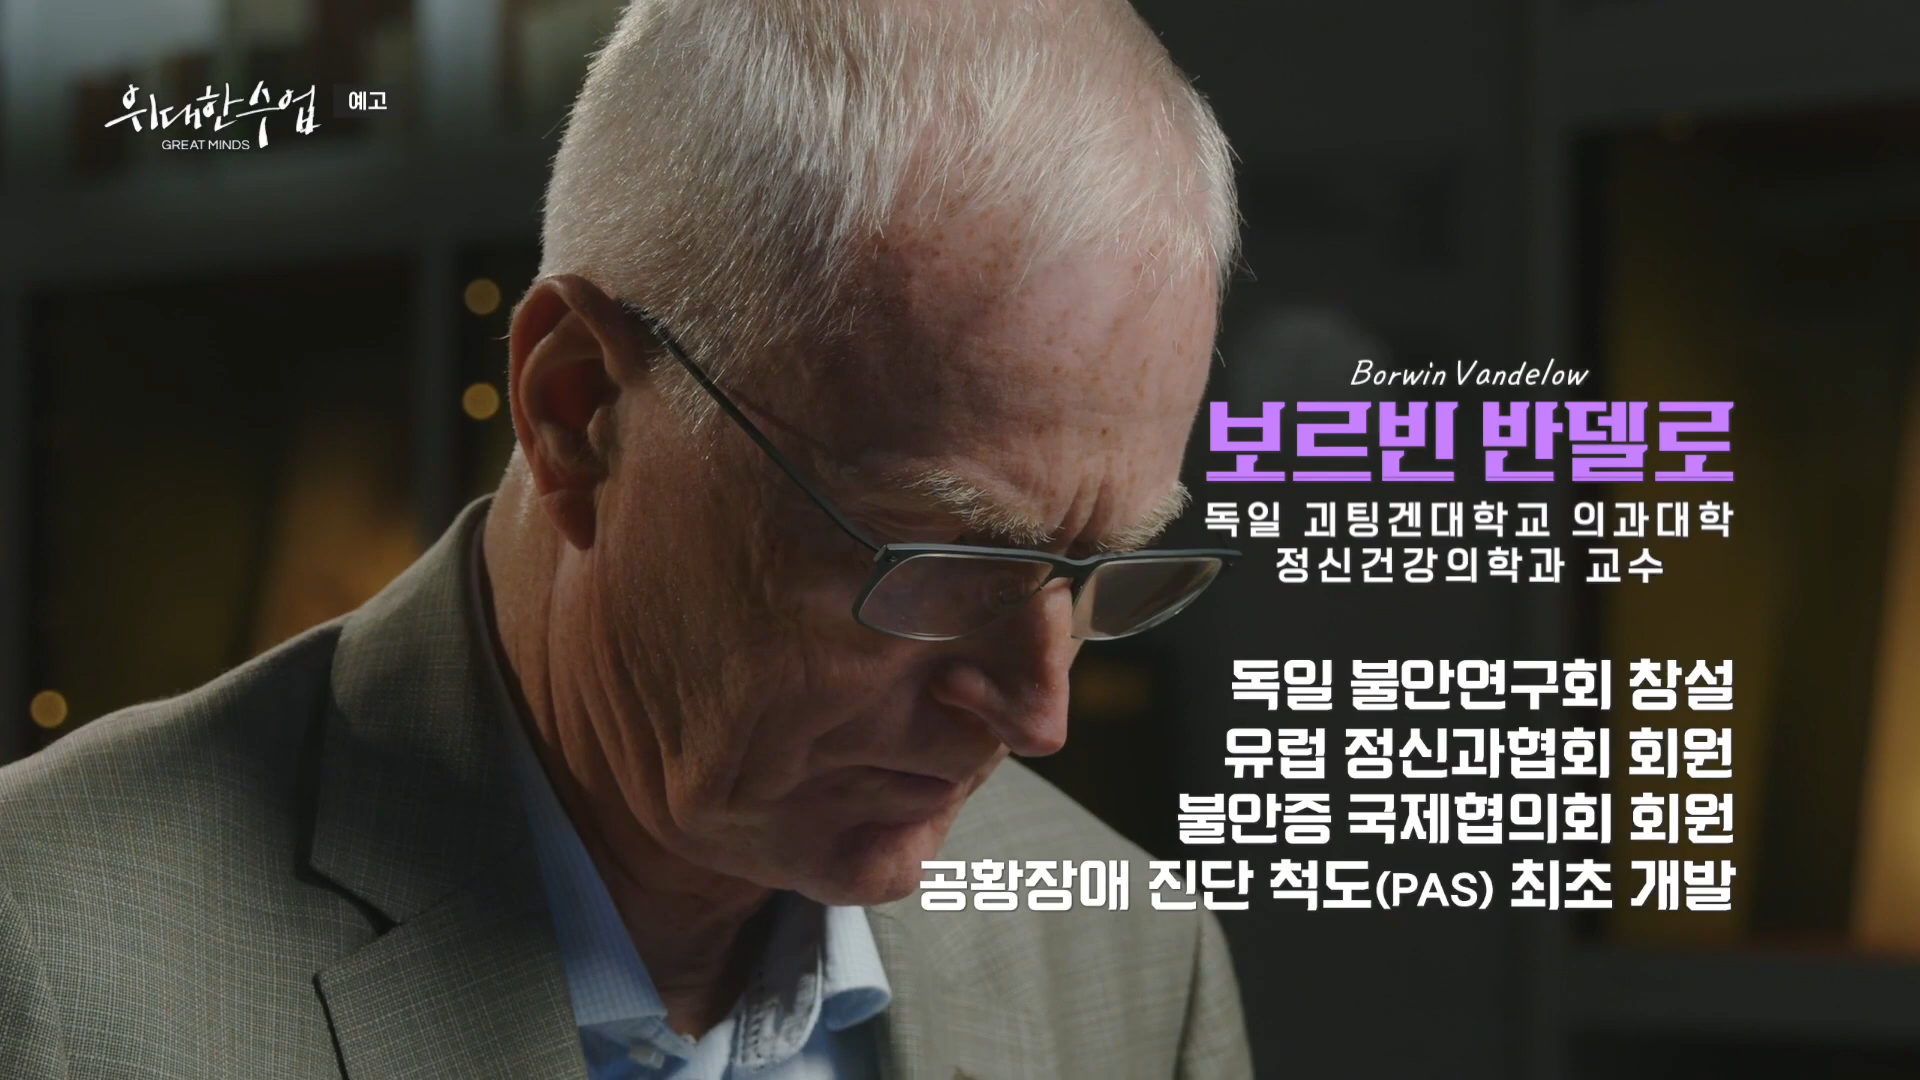 위대한수업
GREAT MINDS
예고
Borwin Vandelow
보르빈 반델로
독일 괴팅겐대학교 의과대학
정신건강의학과 교수
독일 불안연구회 창설
유럽 정신과협회 회원
불안증 국제협의회 회원
공황장애 진단 척도(PAS) 최초 개발